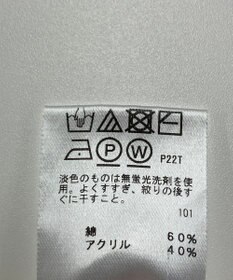 P W P22T
淡色のものは無蛍光洗剤を使
用。よくすすぎ、絞りの後す
ぐに干すこと。
101
綿 60%
アクリル 40%